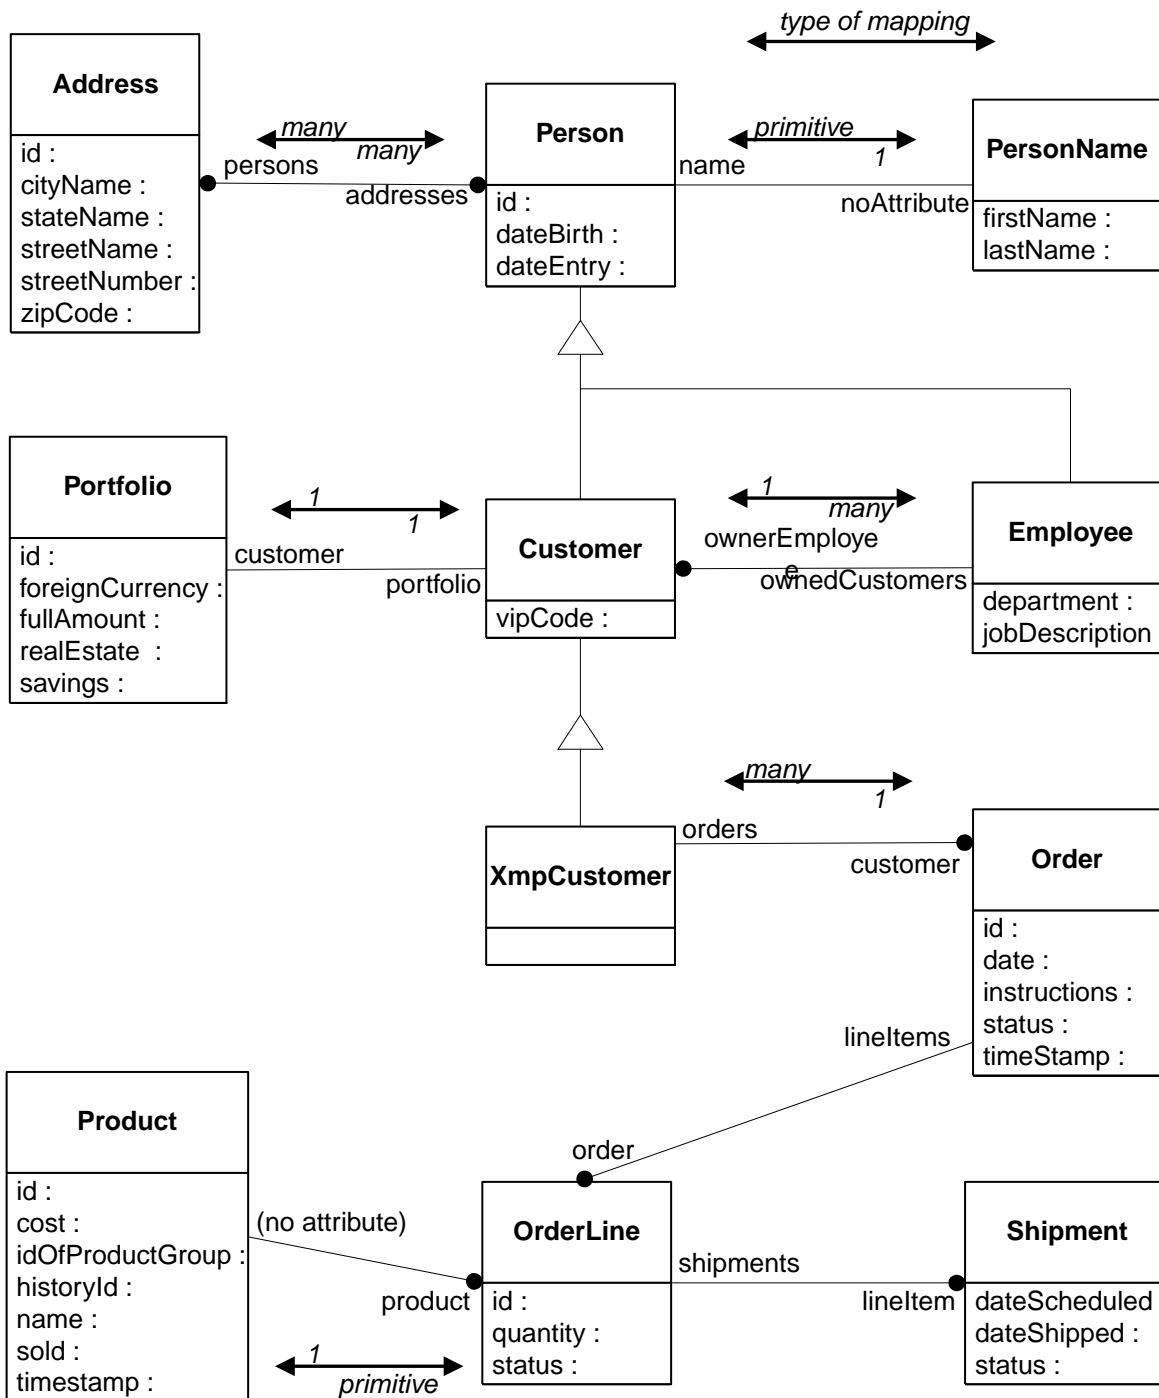 type of mapping
Address
id :
cityName :
stateName :
streetName :
streetNumber :
zipCode :
many
many
persons
addresses
Person
id :
dateBirth :
dateEntry :
primitive
1
name
noAttribute
PersonName
firstName :
lastName :
Portfolio
id :
foreignCurrency :
fullAmount :
realEstate :
savings :
1
1
customer
portfolio
Customer
vipCode :
1
many
ownerEmploye
e
ownedCustomers
Employee
department :
jobDescription
many
1
XmpCustomer
orders
customer
Order
id :
date :
instructions :
status :
timeStamp :
lineItems
order
Product
id :
cost :
idOfProductGroup :
historyId :
name :
sold :
timestamp :
(no attribute)
product
1
primitive
OrderLine
id :
quantity :
status :
shipments
lineItem
Shipment
dateScheduled
dateShipped :
status :